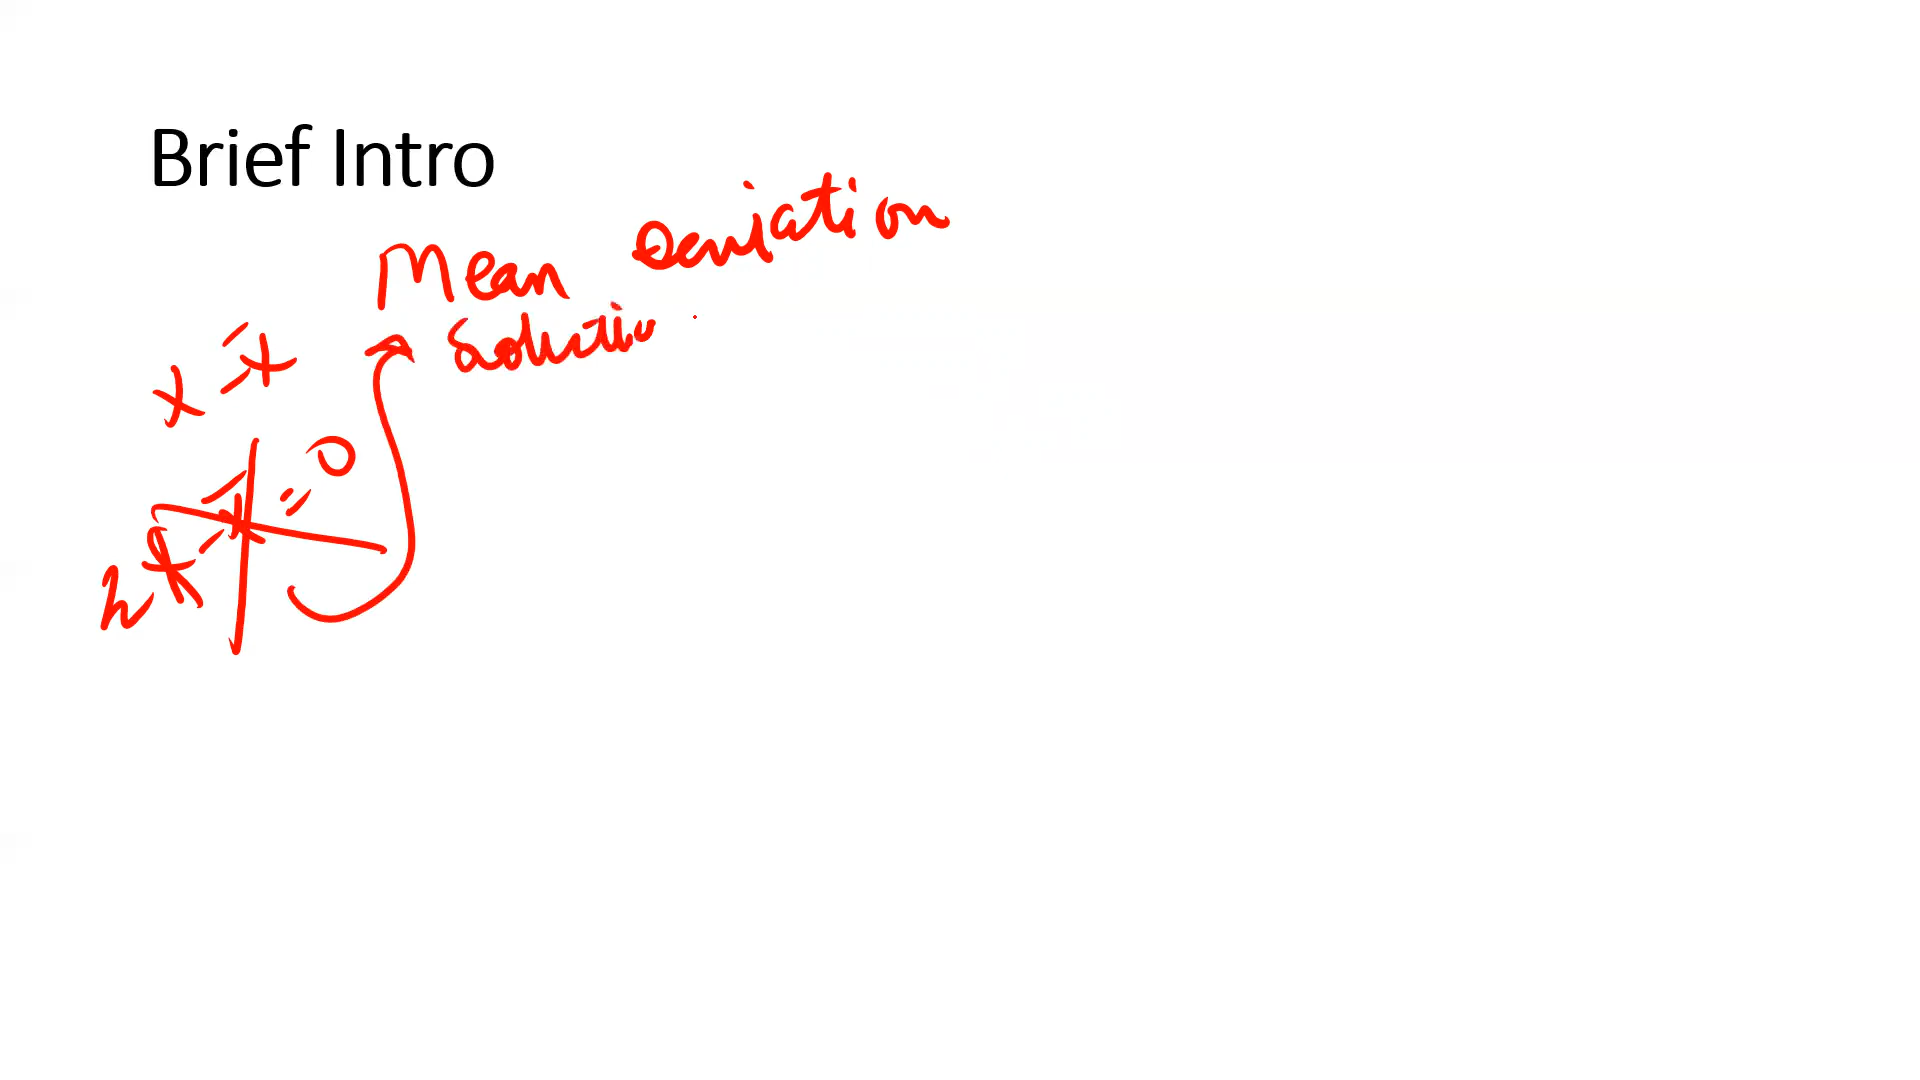 Brief Intro
Mean Deviation
Solutio
x - x̄
x - x̄ = 0